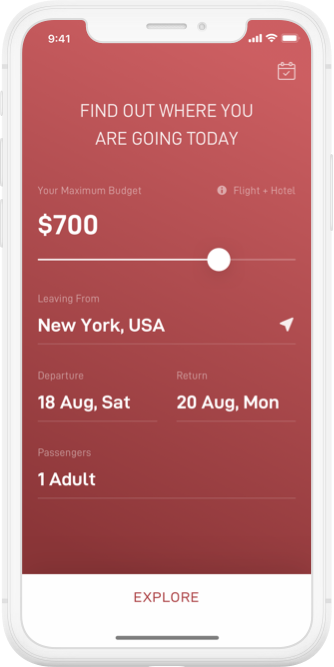 9:41
FIND OUT WHERE YOU
ARE GOING TODAY
Your Maximum Budget
Flight + Hotel
$700
Leaving From
New York, USA
Departure
Return
18 Aug, Sat
20 Aug, Mon
Passengers
1 Adult
EXPLORE